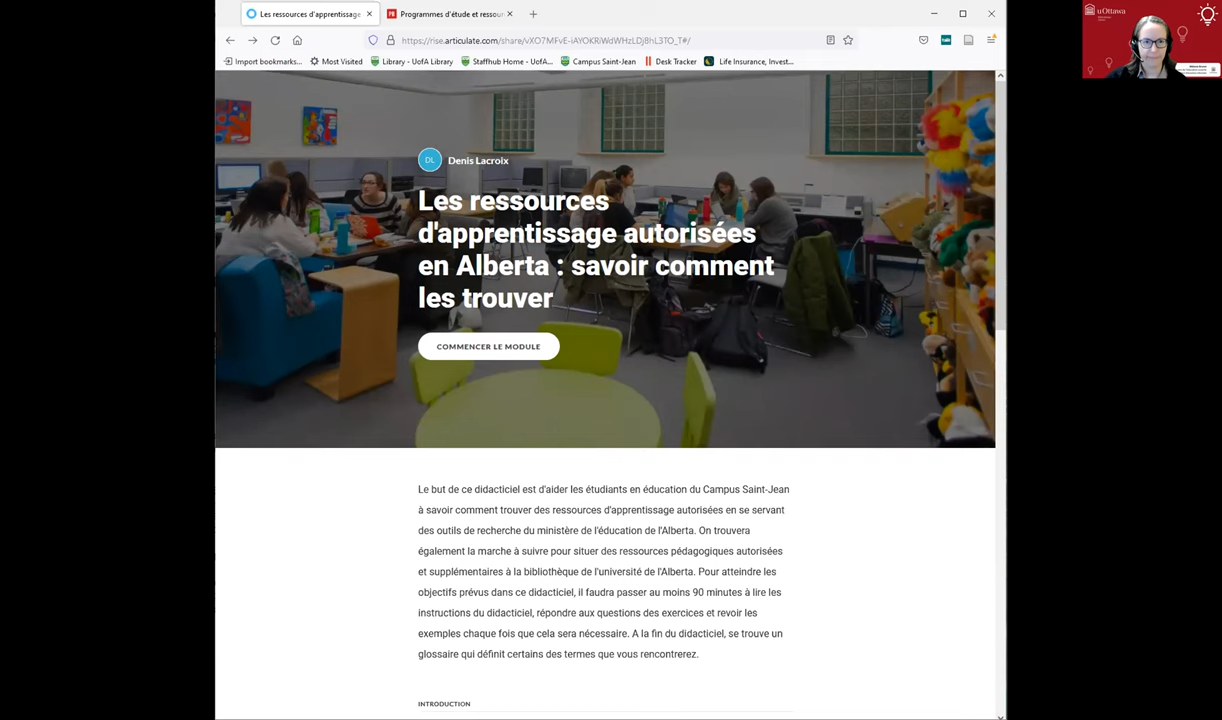 Les ressources d'apprentissage
Programmes d'étude et ressour
https://rise.articulate.com/share/vXO7MFvE-iAYOKRiWdWHzLDj8hL3TO_T#/
Import bookmarks...
Most Visited
Library - UofA Library
Staffhub Home - UofA...
Campus Saint-Jean
Desk Tracker
Life Insurance, Invest...
uOttawa
DL
Denis Lacroix
Les ressources
d'apprentissage autorisées
en Alberta : savoir comment
les trouver
COMMENCER LE MODULE
Le but de ce didacticiel est d'aider les étudiants en éducation du Campus Saint-Jean
à savoir comment trouver des ressources d'apprentissage autorisées en se servant
des outils de recherche du ministère de l'éducation de l'Alberta. On trouvera
également la marche à suivre pour situer des ressources pédagogiques autorisées
et supplémentaires à la bibliothèque de l'université de l'Alberta. Pour atteindre les
objectifs prévus dans ce didacticiel, il faudra passer au moins 90 minutes à lire les
instructions du didacticiel, répondre aux questions des exercices et revoir les
exemples chaque fois que cela sera nécessaire. A la fin du didacticiel, se trouve un
glossaire qui définit certains des termes que vous rencontrerez.
INTRODUCTION